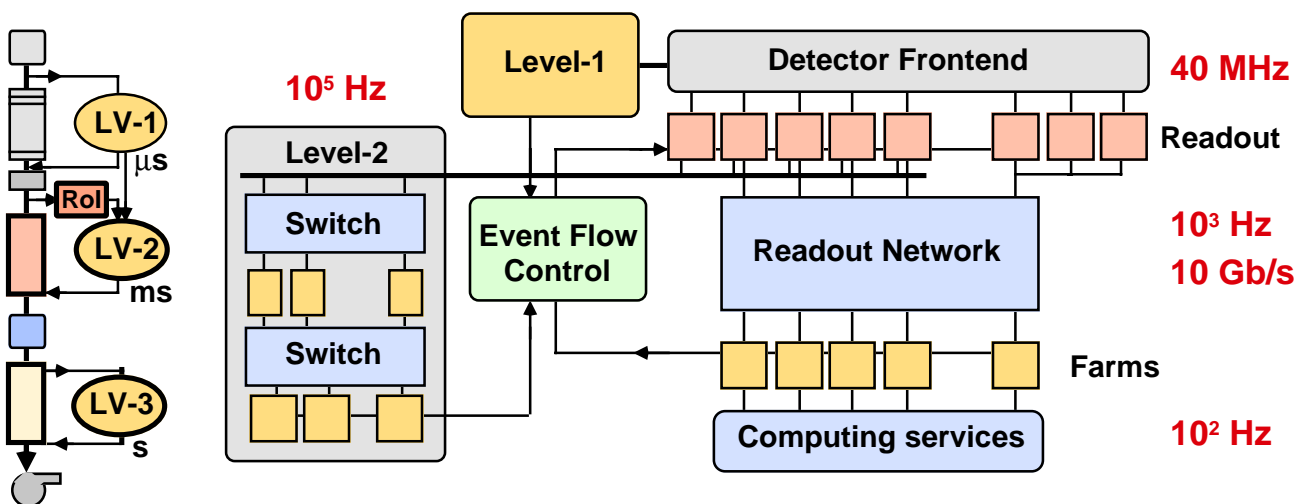 LV-1
μs
RoI
LV-2
ms
LV-3
s
10⁵ Hz
Level-2
Switch
Switch
Level-1
Event Flow
Control
Detector Frontend
40 MHz
Readout
Readout Network
10³ Hz
10 Gb/s
Farms
Computing services
10² Hz